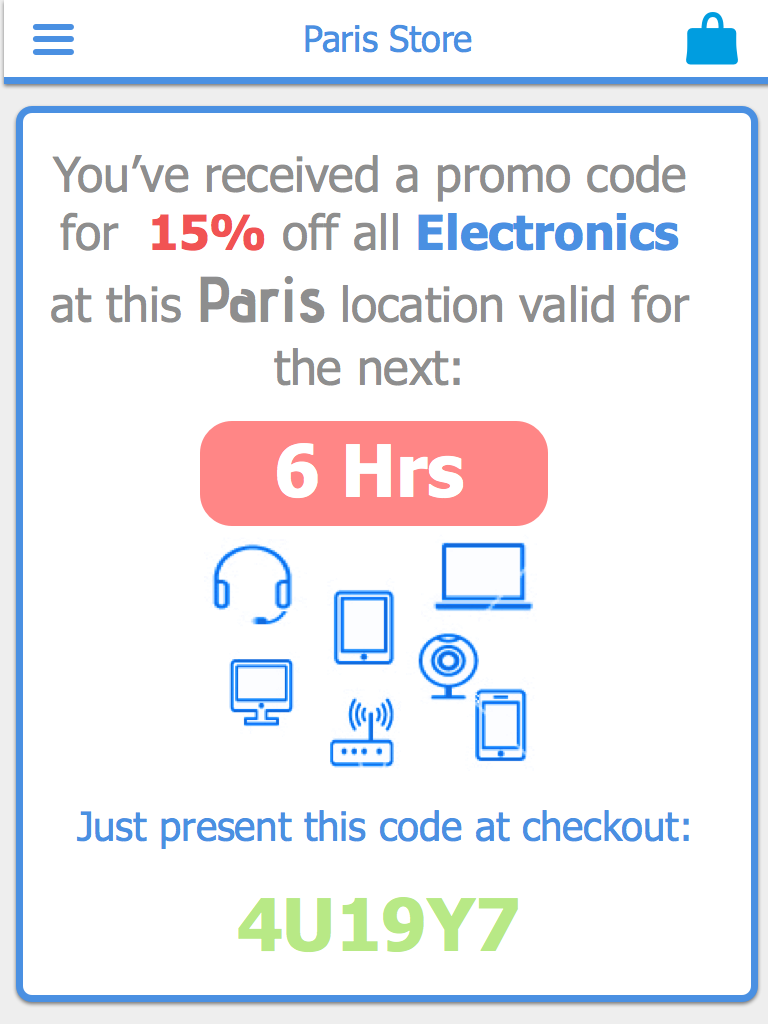 Paris Store
You’ve received a promo code
for 15% off all Electronics
at this Paris location valid for
the next:
6 Hrs
Just present this code at checkout:
4U19Y7